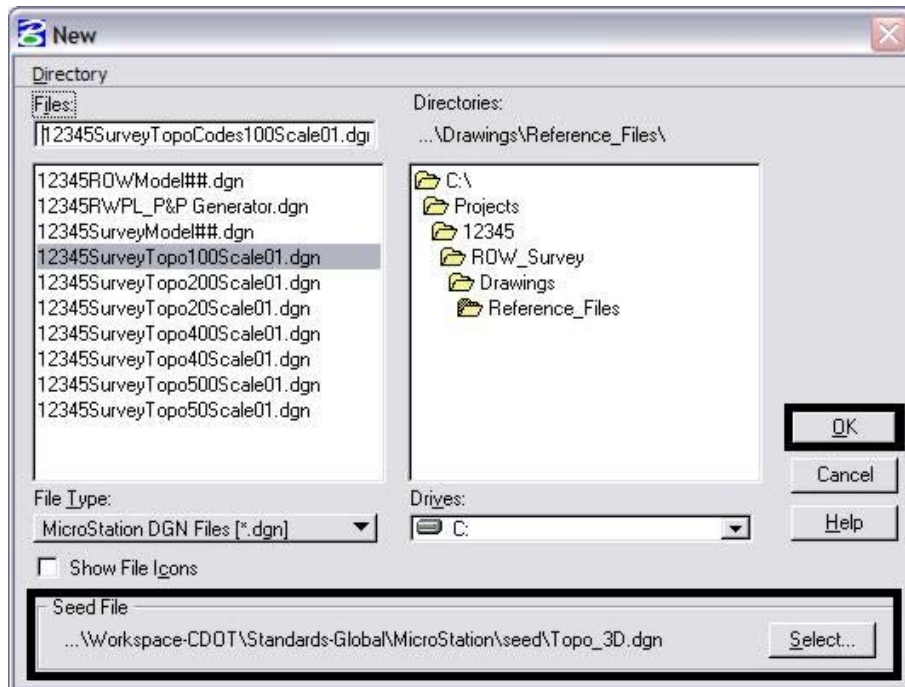 New
Directory
Files:
12345SurveyTopoCodes100Scale01.dgn
12345ROWModel##.dgn
12345RWPL_P&P Generator.dgn
12345SurveyModel##.dgn
12345SurveyTopo100Scale01.dgn
12345SurveyTopo200Scale01.dgn
12345SurveyTopo20Scale01.dgn
12345SurveyTopo400Scale01.dgn
12345SurveyTopo40Scale01.dgn
12345SurveyTopo500Scale01.dgn
12345SurveyTopo50Scale01.dgn
Directories:
...\Drawings\Reference_Files\
C:\
Projects
12345
ROW_Survey
Drawings
Reference_Files
OK
Cancel
Help
File Type:
MicroStation DGN Files [*.dgn]
Drives:
C:
Show File Icons
Seed File
...\Workspace-CDOT\Standards-Global\MicroStation\seed\Topo_3D.dgn
Select...